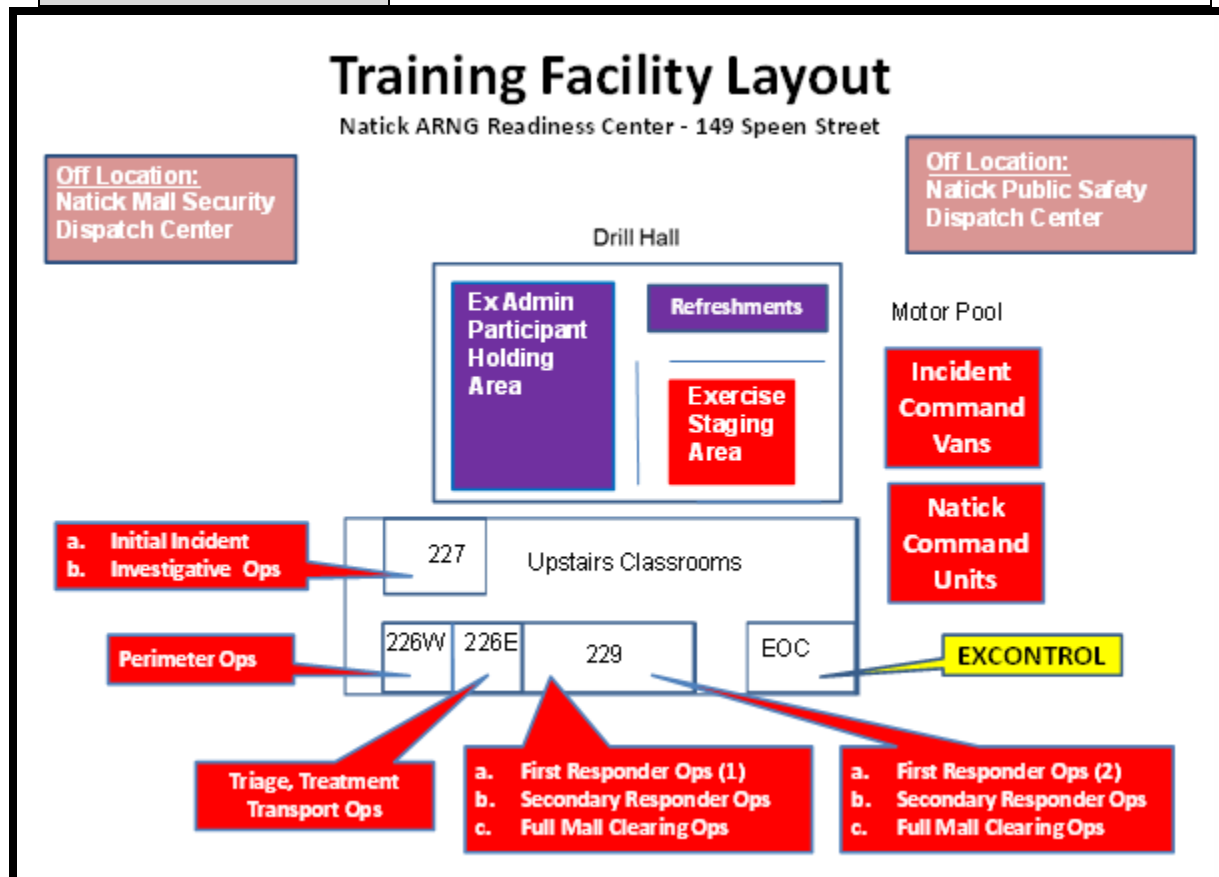 Training Facility Layout
Natick ARNG Readiness Center - 149 Speen Street
Off Location:
Natick Mall Security
Dispatch Center
Off Location:
Natick Public Safety
Dispatch Center
Drill Hall
Ex Admin
Participant
Holding
Area
Refreshments
Exercise
Staging
Area
Motor Pool
Incident
Command
Vans
Natick
Command
Units
a. Initial Incident
b. Investigative Ops
227
Upstairs Classrooms
Perimeter Ops
226W
226E
229
EOC
EXCONTROL
Triage, Treatment
Transport Ops
a. First Responder Ops (1)
b. Secondary Responder Ops
c. Full Mall Clearing Ops
a. First Responder Ops (2)
b. Secondary Responder Ops
c. Full Mall Clearing Ops